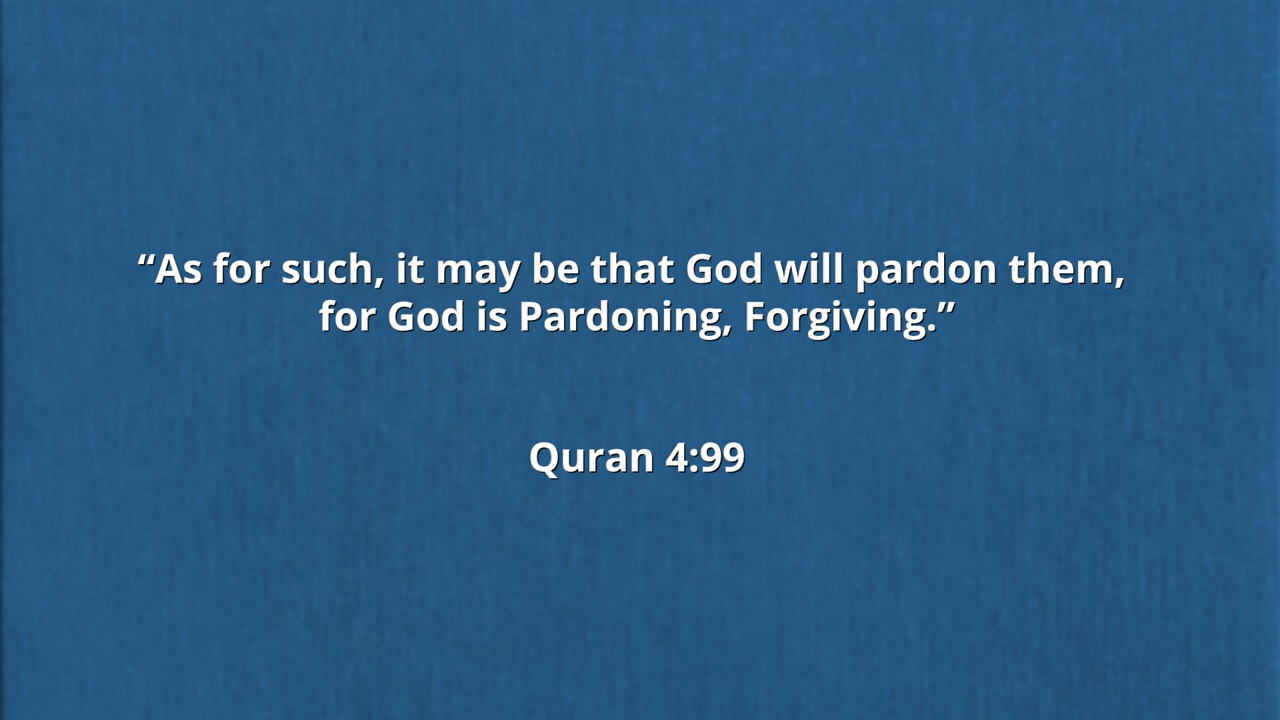 “As for such, it may be that God will pardon them,
for God is Pardoning, Forgiving.”
Quran 4:99